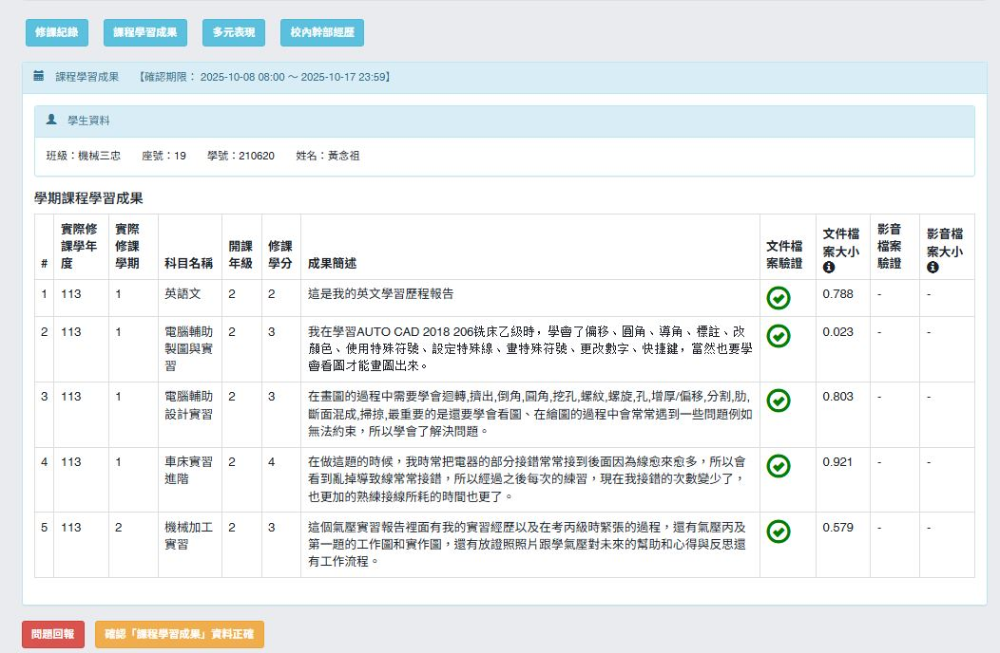 修課紀錄
課程學習成果
多元表現
校內幹部經歷
課程學習成果 【確認期限： 2025-10-08 08:00 ～ 2025-10-17 23:59】
學生資料
班級：機械三忠 座號：19 學號：210620 姓名：黃念祖
學期課程學習成果
#
實際修
課學年
度
實際
修課
學期
科目名稱
開課
年級
修課
學分
成果簡述
文件檔
案驗證
文件檔
案大小
影音
檔案
驗證
影音檔
案大小
1 113 1 英語文 2 2 這是我的英文學習歷程報告 0.788 - -
2 113 1 電腦輔助 2 3 我在學習AUTO CAD 2018 206铣床乙級時，學會了偏移、圓角、導角、標註、改 0.023 - -
製圖與實 顏色、使用特殊符號、設定特殊線、畫特殊符號、更改數字、快捷鍵，當然也要學
習 會看圖才能畫圖出來。
3 113 1 電腦輔助 2 3 在畫圖的過程中需要學會迴轉,擠出,倒角,圓角,挖孔,螺紋,螺旋,孔,增厚/偏移,分割,肋, 0.803 - -
設計實習 斷面混成,掃掠,最重要的是還要學會看圖、在繪圖的過程中會常常遇到一些問題例如
無法約束，所以學會了解決問題。
4 113 1 車床實習 2 4 在做這題的時候，我時常把電器的部分接錯常常接到後面因為線愈來愈多，所以會 0.921 - -
進階 看到亂掉導致線常常接錯，所以經過之後每次的練習，現在我接錯的次數變少了，
也更加的熟練接線所耗的時間也更了。
5 113 2 機械加工 2 3 這個氣壓實習報告裡面有我的實習經歷以及在考丙級時緊張的過程，還有氣壓丙及 0.579 - -
實習 第一題的工作圖和實作圖，還有放證照照片跟學氣壓對未來的幫助和心得與反思還
有工作流程。
問題回報
確認「課程學習成果」資料正確